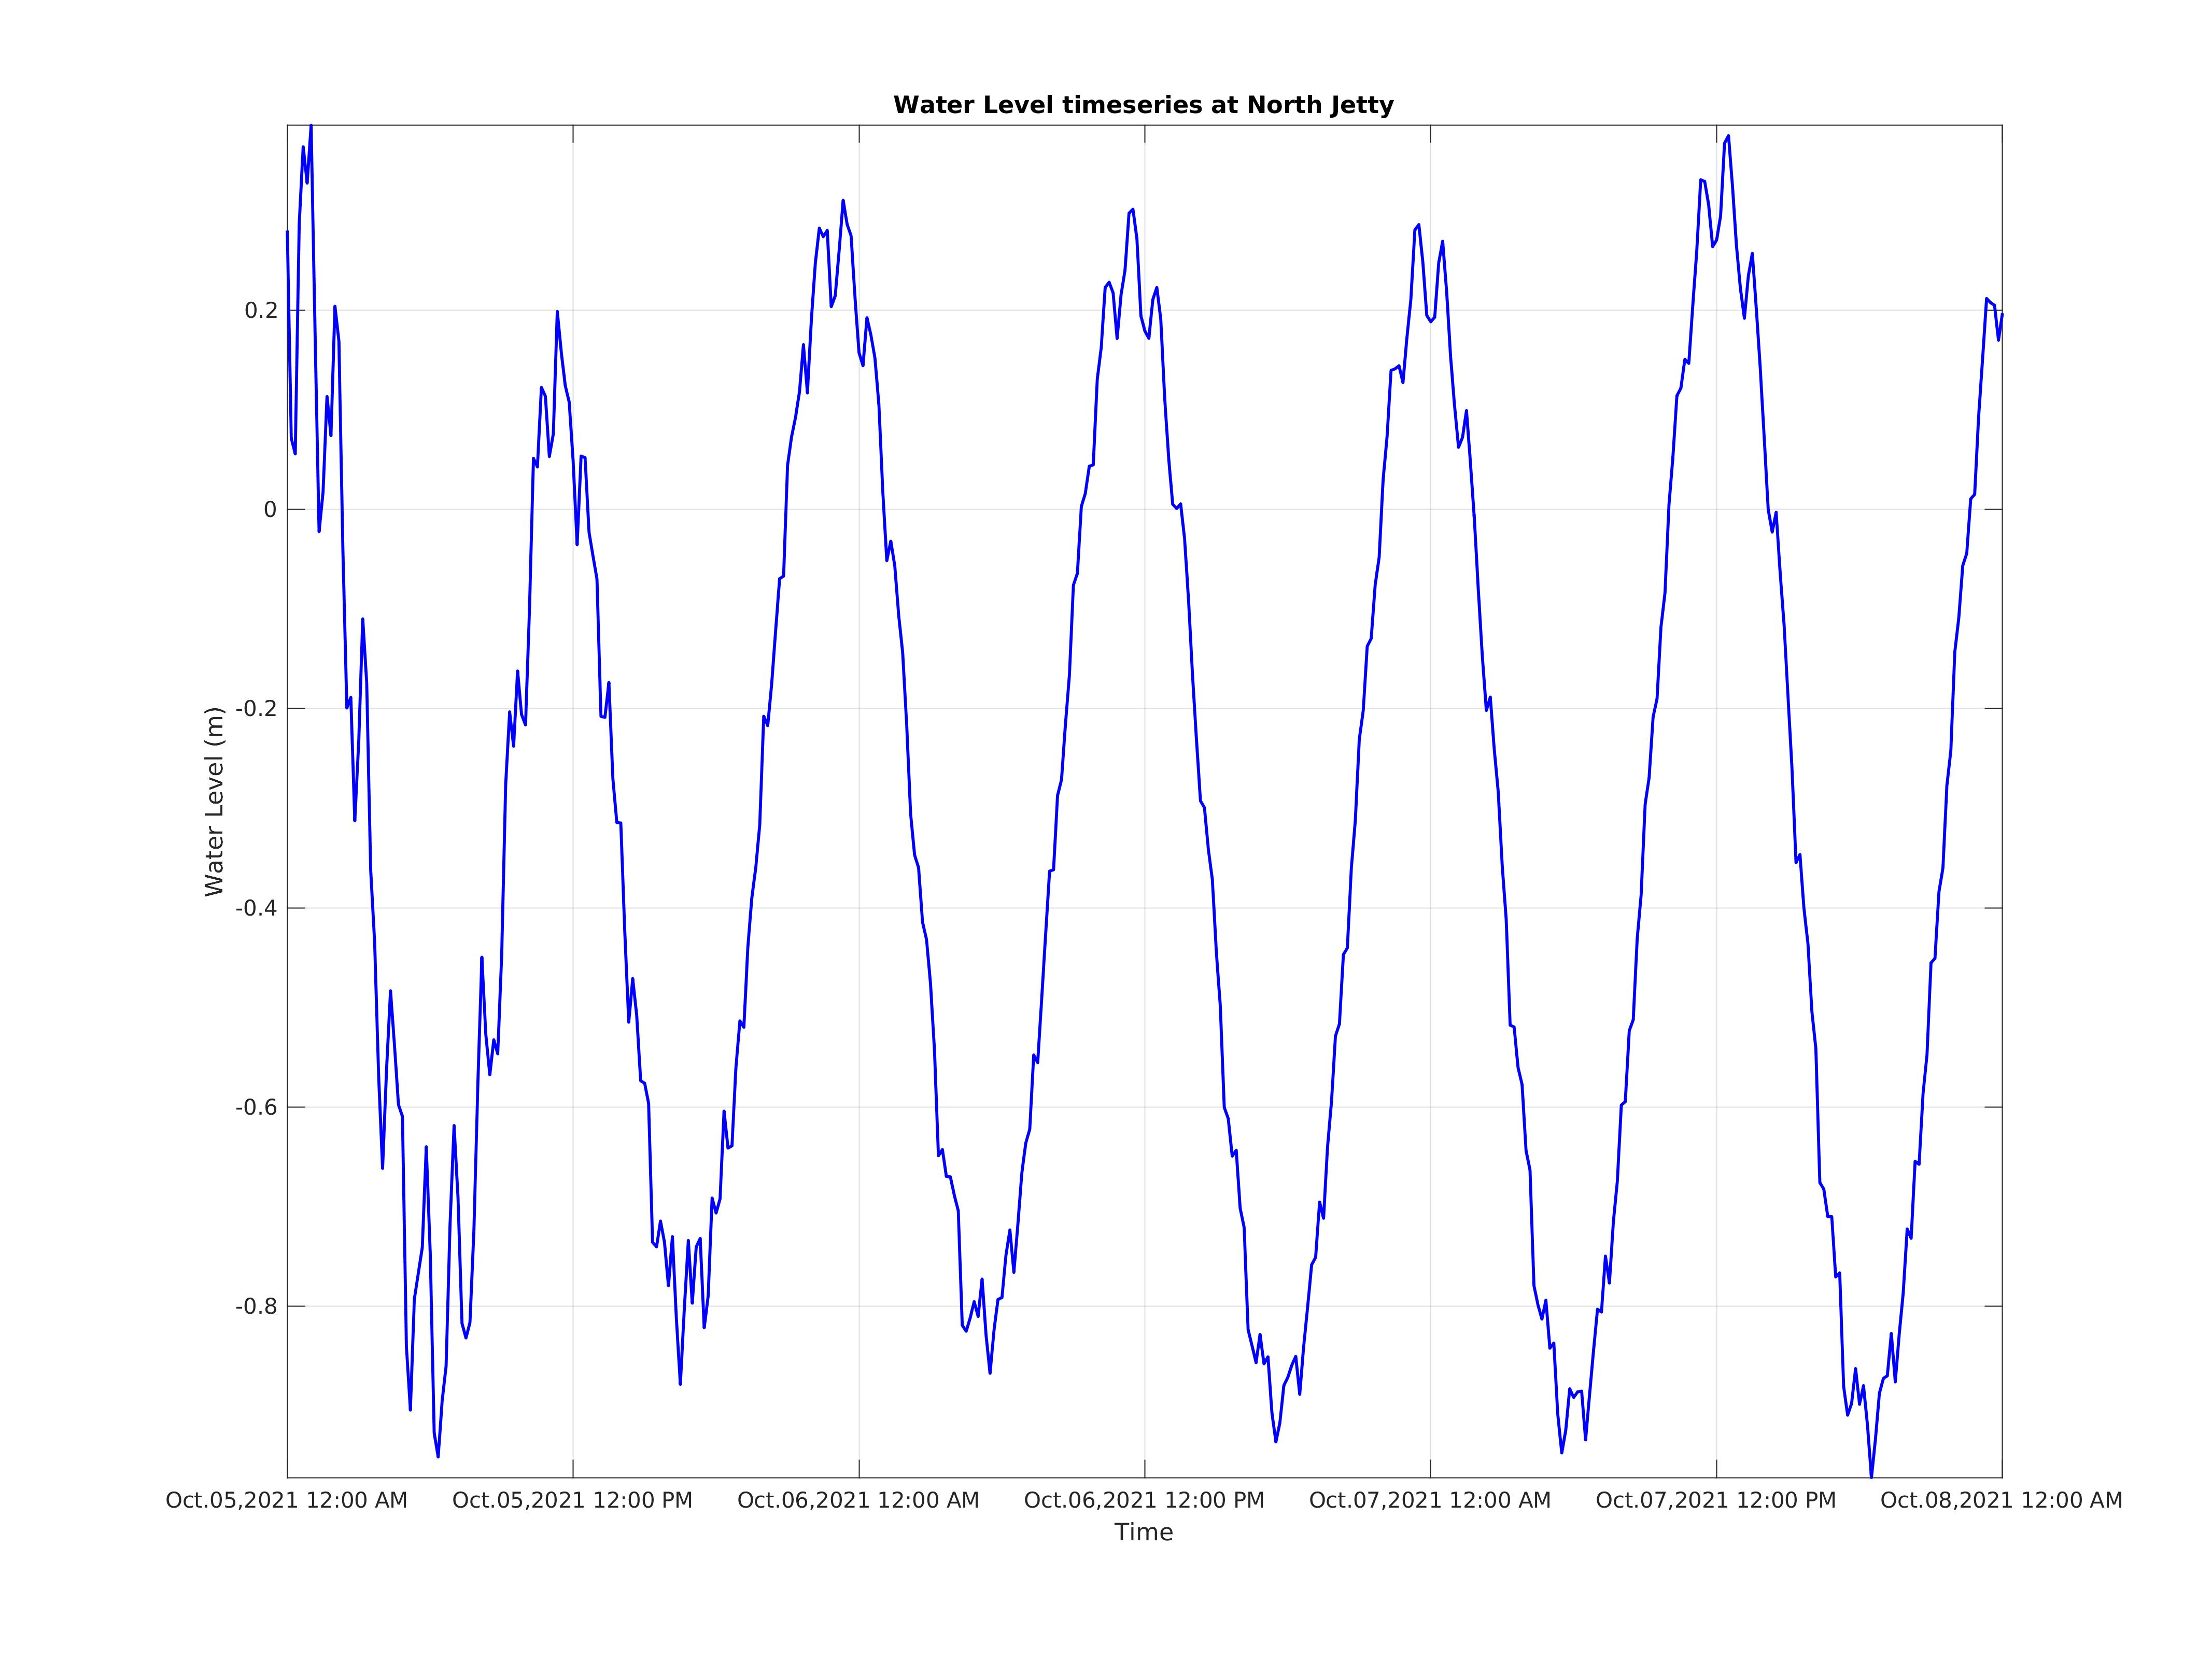 Water Level timeseries at North Jetty
0.2
0
-0.2
-0.4
-0.6
-0.8
Water Level (m)
Oct.05,2021 12:00 AM
Oct.05,2021 12:00 PM
Oct.06,2021 12:00 AM
Oct.06,2021 12:00 PM
Oct.07,2021 12:00 AM
Oct.07,2021 12:00 PM
Oct.08,2021 12:00 AM
Time